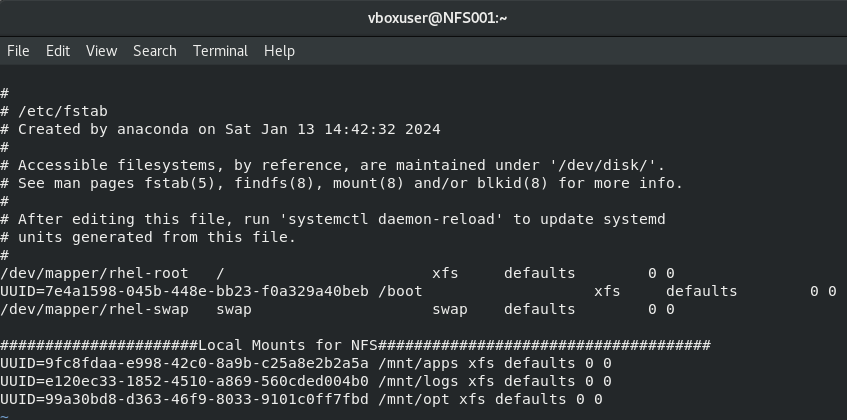 vboxuser@NFS001:~
File Edit View Search Terminal Help
#
# /etc/fstab
# Created by anaconda on Sat Jan 13 14:42:32 2024
#
# Accessible filesystems, by reference, are maintained under '/dev/disk/'.
# See man pages fstab(5), findfs(8), mount(8) and/or blkid(8) for more info.
#
# After editing this file, run 'systemctl daemon-reload' to update systemd
# units generated from this file.
#
/dev/mapper/rhel-root   /                       xfs     defaults        0 0
UUID=7e4a1598-045b-448e-bb23-f0a329a40beb /boot                   xfs     defaults        0 0
/dev/mapper/rhel-swap   swap                    swap    defaults        0 0
######################Local Mounts for NFS#####################################
UUID=9fc8fdaa-e998-42c0-8a9b-c25a8e2b2a5a /mnt/apps xfs defaults 0 0
UUID=e120ec33-1852-4510-a869-560cded004b0 /mnt/logs xfs defaults 0 0
UUID=99a30bd8-d363-46f9-8033-9101c0ff7fbd /mnt/opt xfs defaults 0 0
~